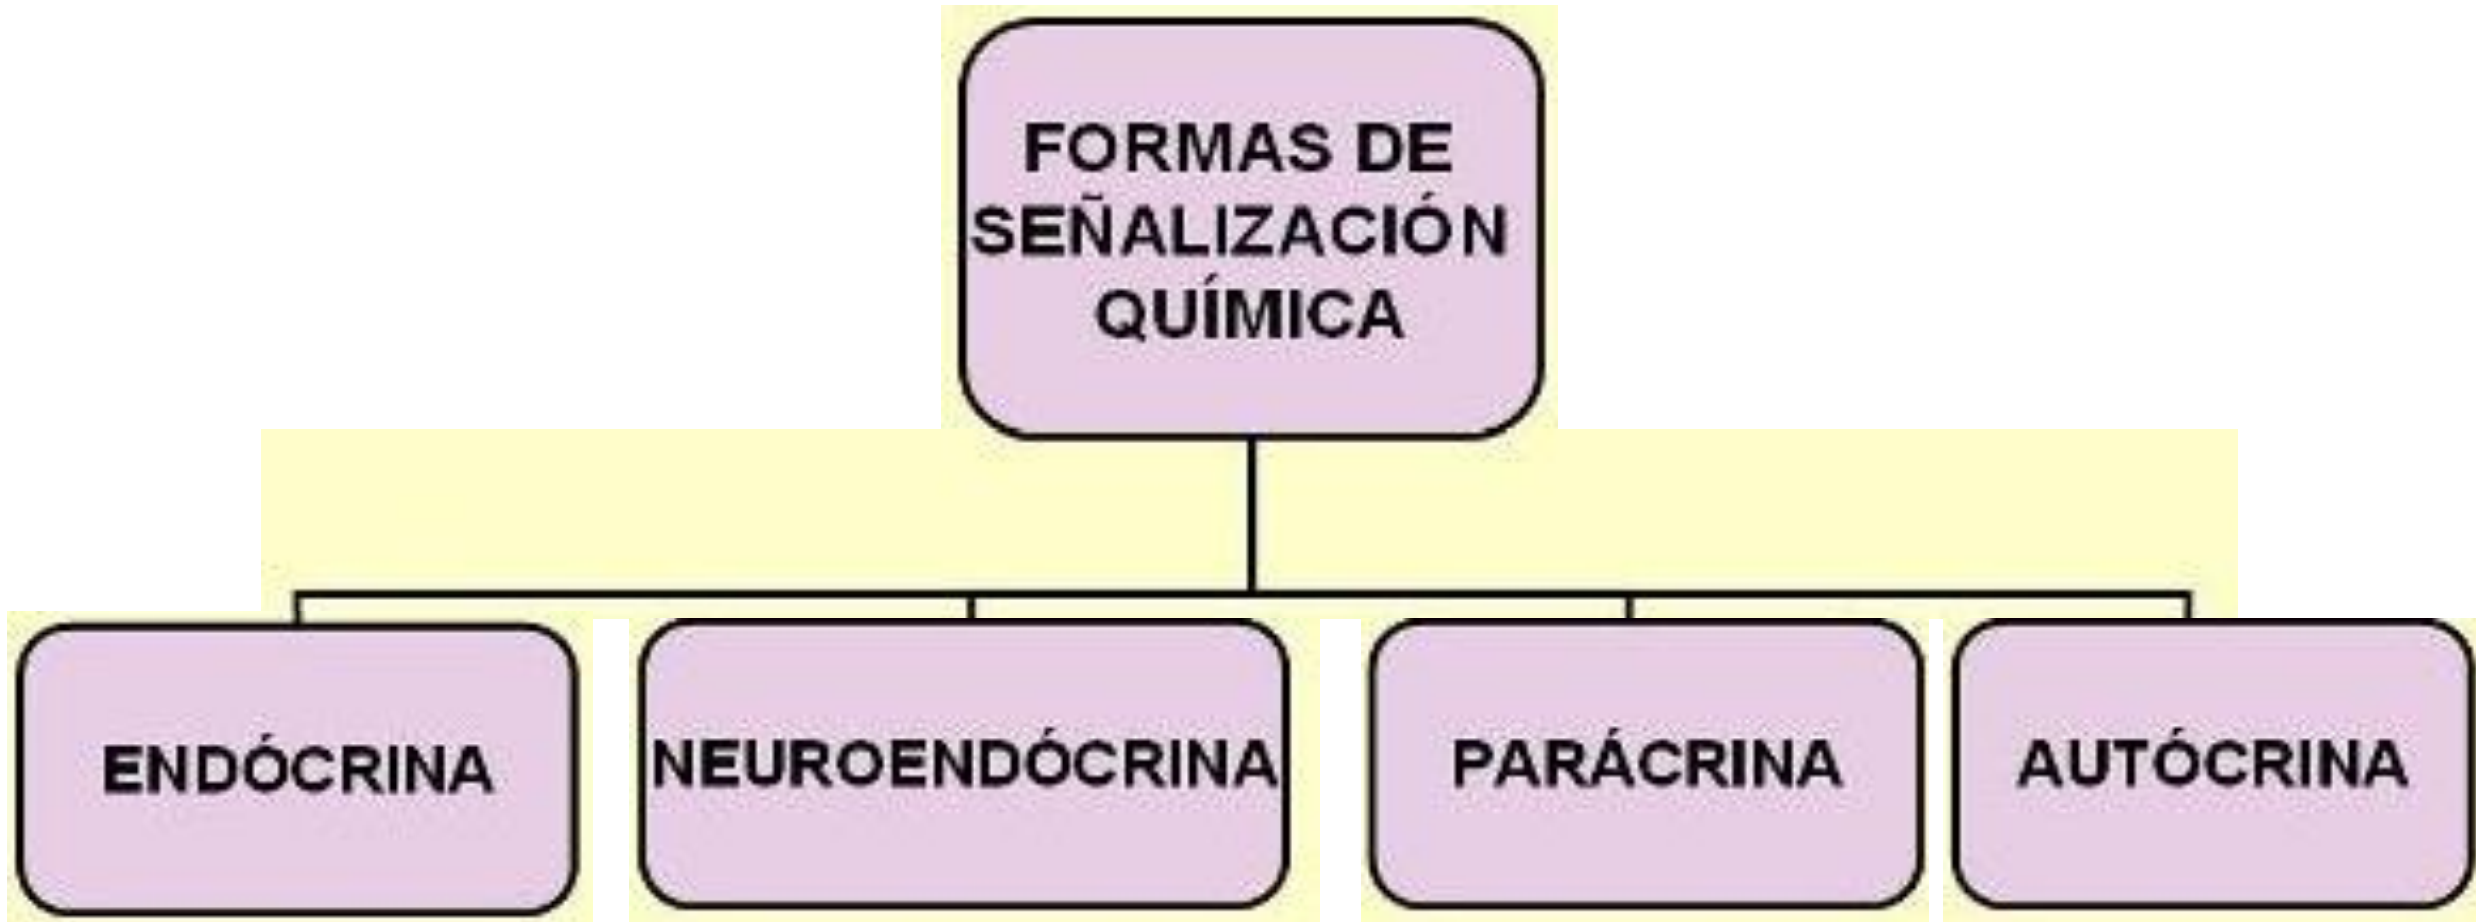 FORMAS DE
SEÑALIZACIÓN
QUÍMICA
ENDÓCRINA
NEUROENDÓCRINA
PARÁCRINA
AUTÓCRINA